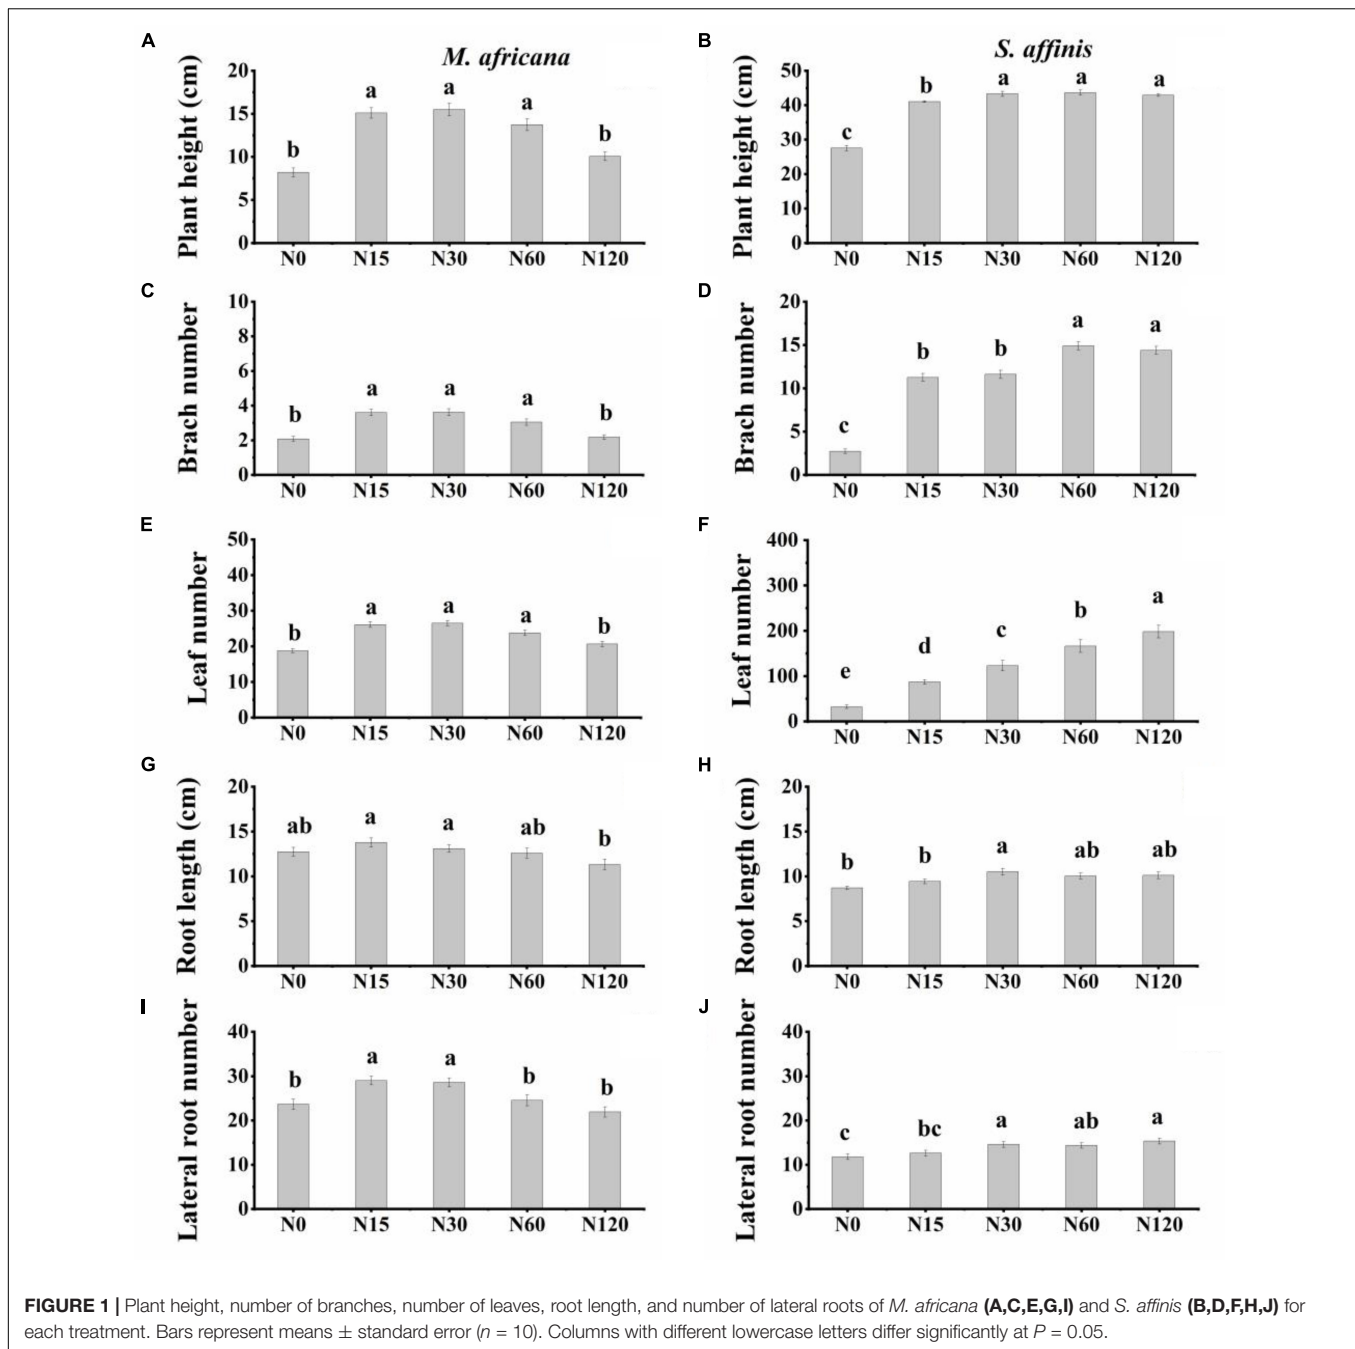 A
M. africana
Plant height (cm)
20
15
10
5
0
b
a
a
a
b
N0 N15 N30 N60 N120
B
S. affinis
Plant height (cm)
50
40
30
20
10
0
c
b
a
a
a
N0 N15 N30 N60 N120
C
Brach number
10
8
6
4
2
0
b
a
a
a
b
N0 N15 N30 N60 N120
D
Brach number
20
15
10
5
0
c
b
b
a
a
N0 N15 N30 N60 N120
E
Leaf number
50
40
30
20
10
0
b
a
a
a
b
N0 N15 N30 N60 N120
F
Leaf number
400
300
200
100
0
e
d
c
b
a
N0 N15 N30 N60 N120
G
Root length (cm)
20
15
10
5
0
ab
a
a
ab
b
N0 N15 N30 N60 N120
H
Root length (cm)
20
15
10
5
0
b
b
a
ab
ab
N0 N15 N30 N60 N120
I
Lateral root number
40
30
20
10
0
b
a
a
b
b
N0 N15 N30 N60 N120
J
Lateral root number
40
30
20
10
0
c
bc
a
ab
a
N0 N15 N30 N60 N120
FIGURE 1 | Plant height, number of branches, number of leaves, root length, and number of lateral roots of M. africana (A,C,E,G,I) and S. affinis (B,D,F,H,J) for
each treatment. Bars represent means ± standard error (n = 10). Columns with different lowercase letters differ significantly at P = 0.05.